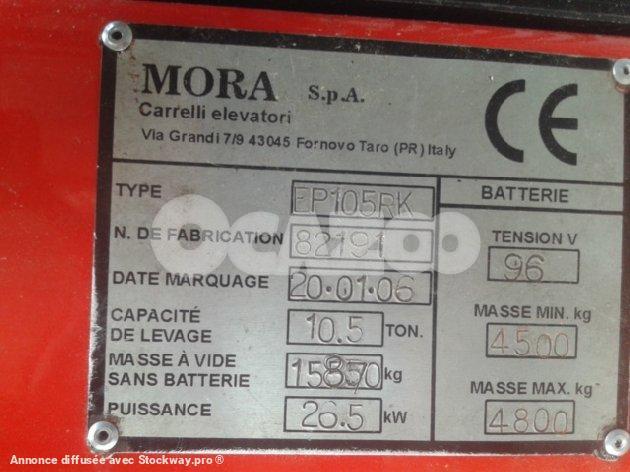 MORA S.p.A.
Carrelli elevatori
Via Grandi 7/9 43045 Fornovo Taro (PR) Italy
CE
TYPE EP105RK
N. DE FABRICATION 82191
DATE MARQUAGE 20.01.06
CAPACITÉ
DE LEVAGE 10.5 TON.
MASSE À VIDE
SANS BATTERIE kg
PUISSANCE 26.5 kW
BATTERIE
TENSION V
96
MASSE MIN. kg
4500
MASSE MAX. kg
4800
OCAZOO
Annonce diffusée avec Stockway.pro ®